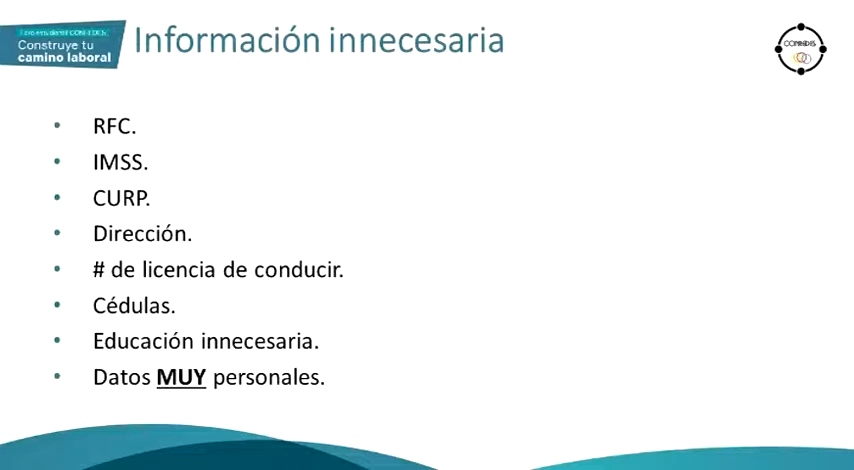 Construye tu
camino laboral
Información innecesaria
• RFC.
• IMSS.
• CURP.
• Dirección.
• # de licencia de conducir.
• Cédulas.
• Educación innecesaria.
• Datos MUY personales.